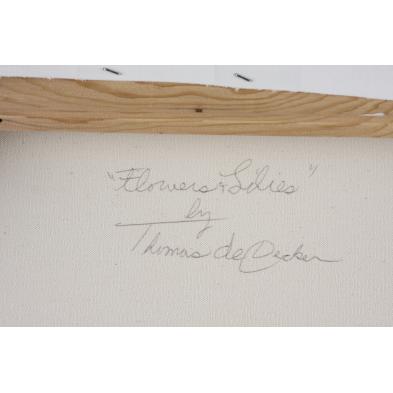 "Flowers & Lilies"
by
Thomas de Decker